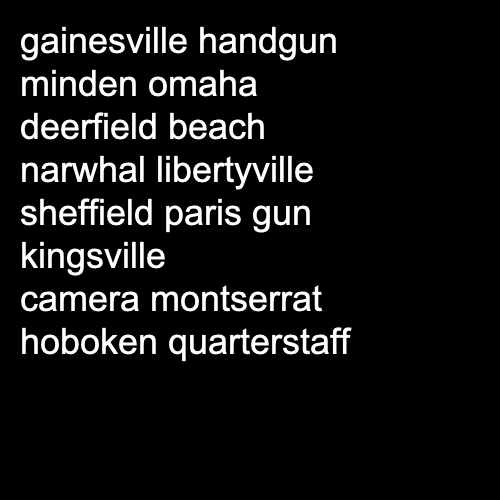 gainesville handgun
minden omaha
deerfield beach
narwhal libertyville
sheffield paris gun
kingsville
camera montserrat
hoboken quarterstaff